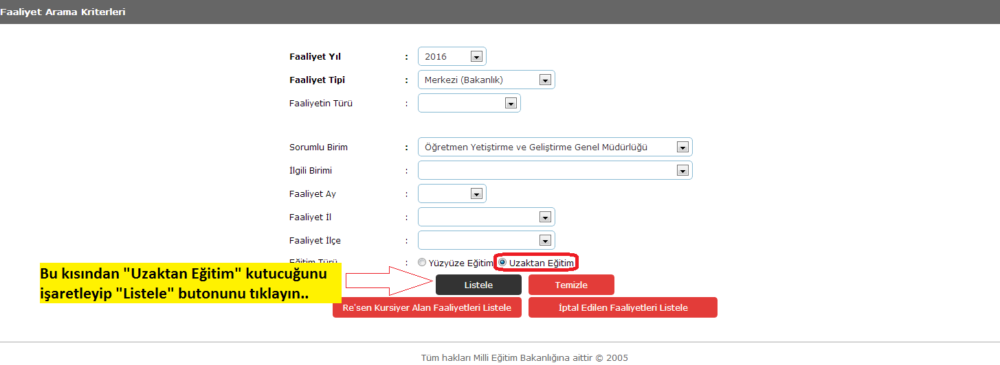 Faaliyet Arama Kriterleri
Faaliyet Yıl : 2016
Faaliyet Tipi : Merkezi (Bakanlık)
Faaliyetin Türü :
Sorumlu Birim : Öğretmen Yetiştirme ve Geliştirme Genel Müdürlüğü
İlgili Birimi :
Faaliyet Ay :
Faaliyet İl :
Faaliyet İlçe :
Eğitim Türü : Yüzyüze Eğitim Uzaktan Eğitim
Bu kısından "Uzaktan Eğitim" kutucuğunu
işaretleyip "Listele" butonunu tıklayın..
Listele Temizle
Re'sen Kursiyer Alan Faaliyetleri Listele İptal Edilen Faaliyetleri Listele
Tüm hakları Milli Eğitim Bakanlığına aittir © 2005